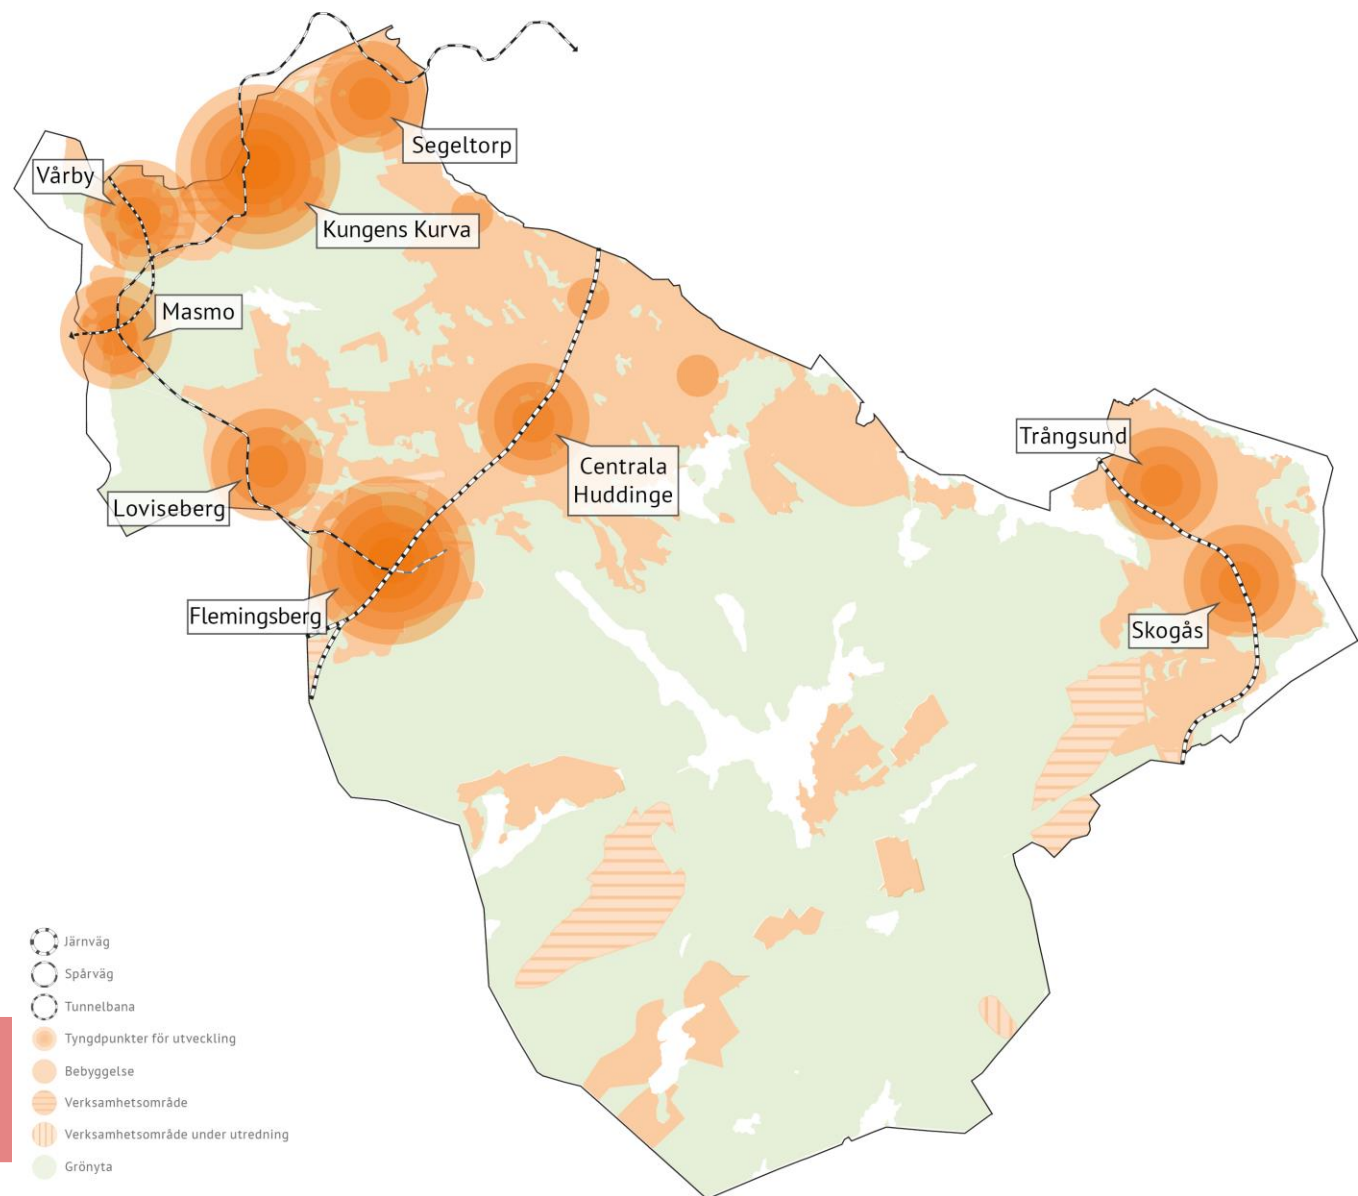 Segeltorp
Vårby
Kungens Kurva
Masmo
Trångsund
Centrala
Huddinge
Loviseberg
Flemingsberg
Skogås
Järnväg
Spårväg
Tunnelbana
Tyngdpunkter för utveckling
Bebyggelse
Verksamhetsområde
Verksamhetsområde under utredning
Grönyta